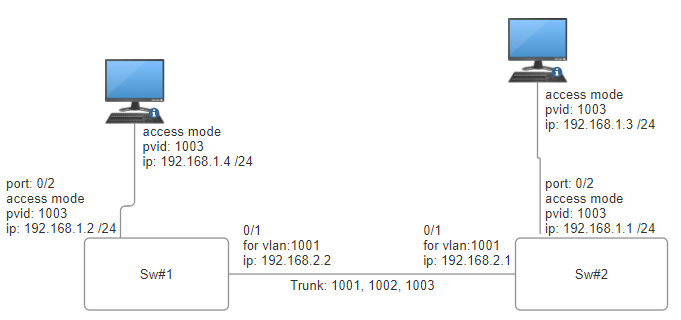 access mode
pvid: 1003
ip: 192.168.1.3 /24
access mode
pvid: 1003
ip: 192.168.1.4 /24
port: 0/2
access mode
pvid: 1003
ip: 192.168.1.2 /24
port: 0/2
access mode
pvid: 1003
ip: 192.168.1.1 /24
0/1
for vlan:1001
ip: 192.168.2.2
0/1
for vlan:1001
ip: 192.168.2.1
Sw#1
Sw#2
Trunk: 1001, 1002, 1003